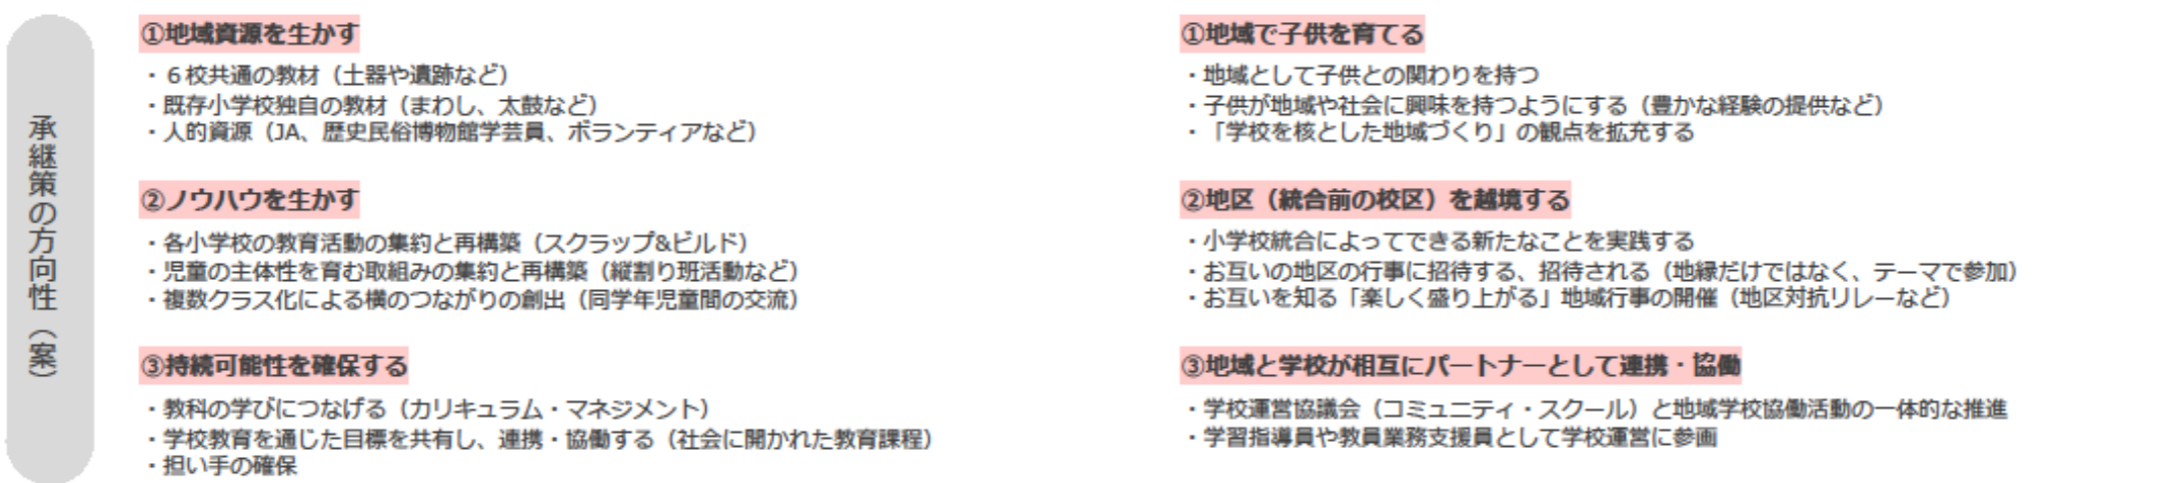 承継策の方向性（案）
①地域資源を生かす
・６校共通の教材（土器や遺跡など）
・既存小学校独自の教材（まわし、太鼓など）
・人的資源（JA、歴史民俗博物館学芸員、ボランティアなど）
②ノウハウを生かす
・各小学校の教育活動の集約と再構築（スクラップ&ビルド）
・児童の主体性を育む取組みの集約と再構築（縦割り班活動など）
・複数クラス化による横のつながりの創出（同学年児童間の交流）
③持続可能性を確保する
・教科の学びにつなげる（カリキュラム・マネジメント）
・学校教育を通じた目標を共有し、連携・協働する（社会に開かれた教育課程）
・担い手の確保
①地域で子供を育てる
・地域として子供との関わりを持つ
・子供が地域や社会に興味を持つようにする（豊かな経験の提供など）
・「学校を核とした地域づくり」の観点を拡充する
②地区（統合前の校区）を越境する
・小学校統合によってできる新たなことを実践する
・お互いの地区の行事に招待する、招待される（地縁だけではなく、テーマで参加）
・お互いを知る「楽しく盛り上がる」地域行事の開催（地区対抗リレーなど）
③地域と学校が相互にパートナーとして連携・協働
・学校運営協議会（コミュニティ・スクール）と地域学校協働活動の一体的な推進
・学習指導員や教員業務支援員として学校運営に参画